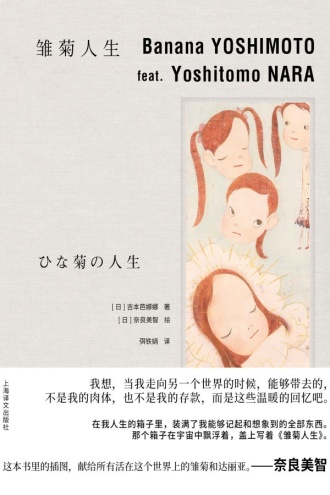 雏菊人生
Banana YOSHIMOTO
feat. Yoshitomo NARA
ひな菊の人生
[日] 吉本芭娜娜 著
[日] 奈良美智 绘
弭铁娟 译
上海译文出版社
我想，当我走向另一个世界的时候，能够带去的，
不是我的肉体，也不是我的存款，而是这些温暖的回忆吧。
在我人生的箱子里，装满了我能够记起和想象到的全部东西。
那个箱子在宇宙中飘浮着，盖上写着《雏菊人生》。
这本书里的插图，献给所有活在这个世界上的雏菊和达丽亚。——奈良美智